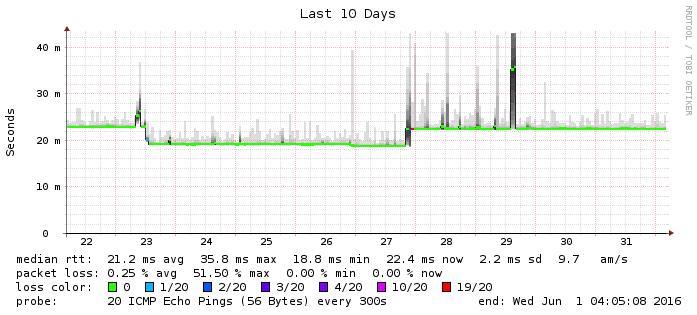 Last 10 Days
RRDTOOL / TOBI OETIKER
Seconds
40 m
30 m
20 m
10 m
0
22 23 24 25 26 27 28 29 30 31
median rtt: 21.2 ms avg 35.8 ms max 18.8 ms min 22.4 ms now 2.2 ms sd 9.7 am/s
packet loss: 0.25 % avg 51.50 % max 0.00 % min 0.00 % now
loss color: 0 1/20 2/20 3/20 4/20 10/20 19/20
probe: 20 ICMP Echo Pings (56 Bytes) every 300s end: Wed Jun 1 04:05:08 2016